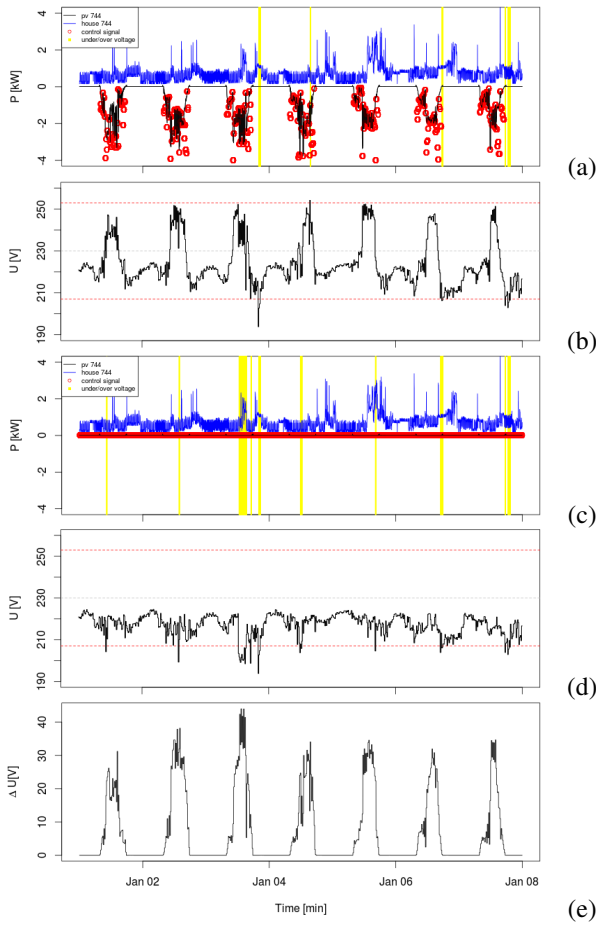 pv 744
house 744
control signal
under/over voltage
P [kW]
4
2
0
-2
-4
(a)
U [V]
250
230
210
190
(b)
pv 744
house 744
control signal
under/over voltage
P [kW]
4
2
0
-2
-4
(c)
U [V]
250
230
210
190
(d)
Δ U[V]
40
30
20
10
0
Jan 02
Jan 04
Jan 06
Jan 08
Time [min]
(e)